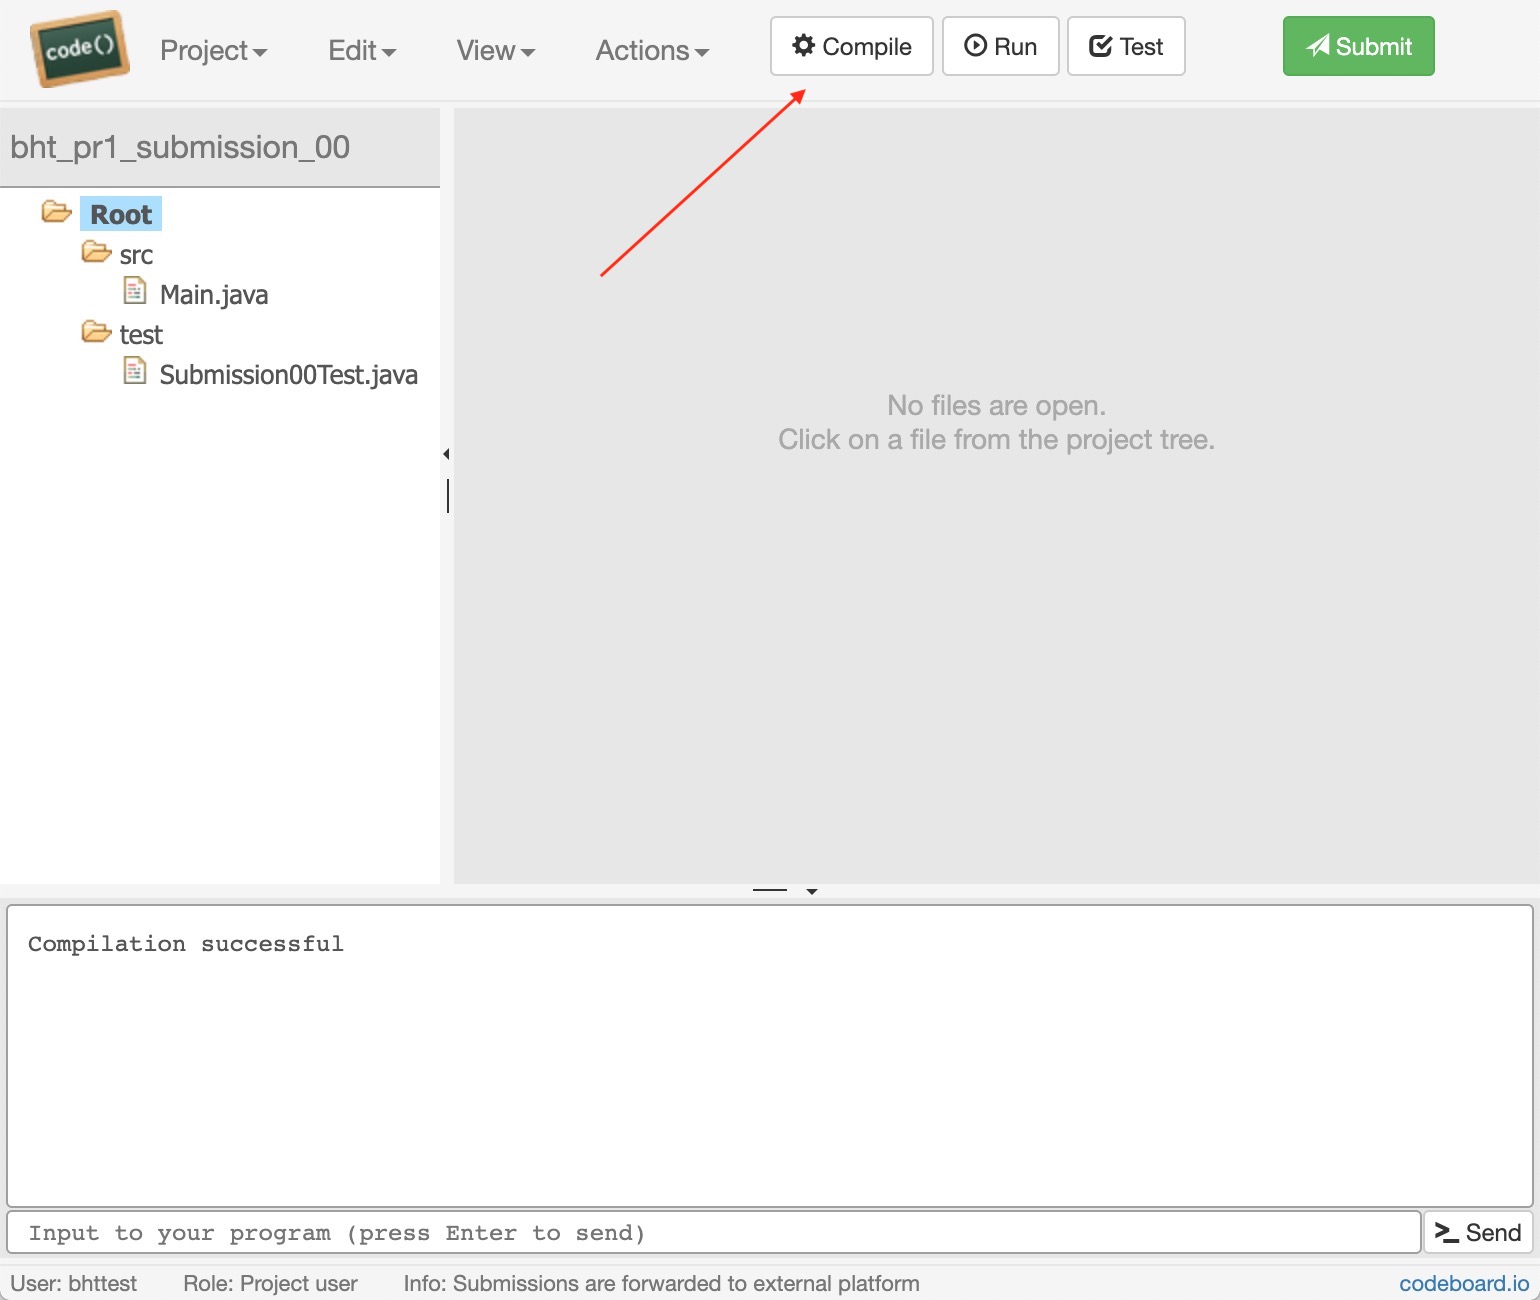 code()
Project
Edit
View
Actions
Compile
Run
Test
Submit
bht_pr1_submission_00
Root
src
Main.java
test
Submission00Test.java
No files are open.
Click on a file from the project tree.
Compilation successful
Input to your program (press Enter to send)
>_ Send
User: bhttest
Role: Project user
Info: Submissions are forwarded to external platform
codeboard.io